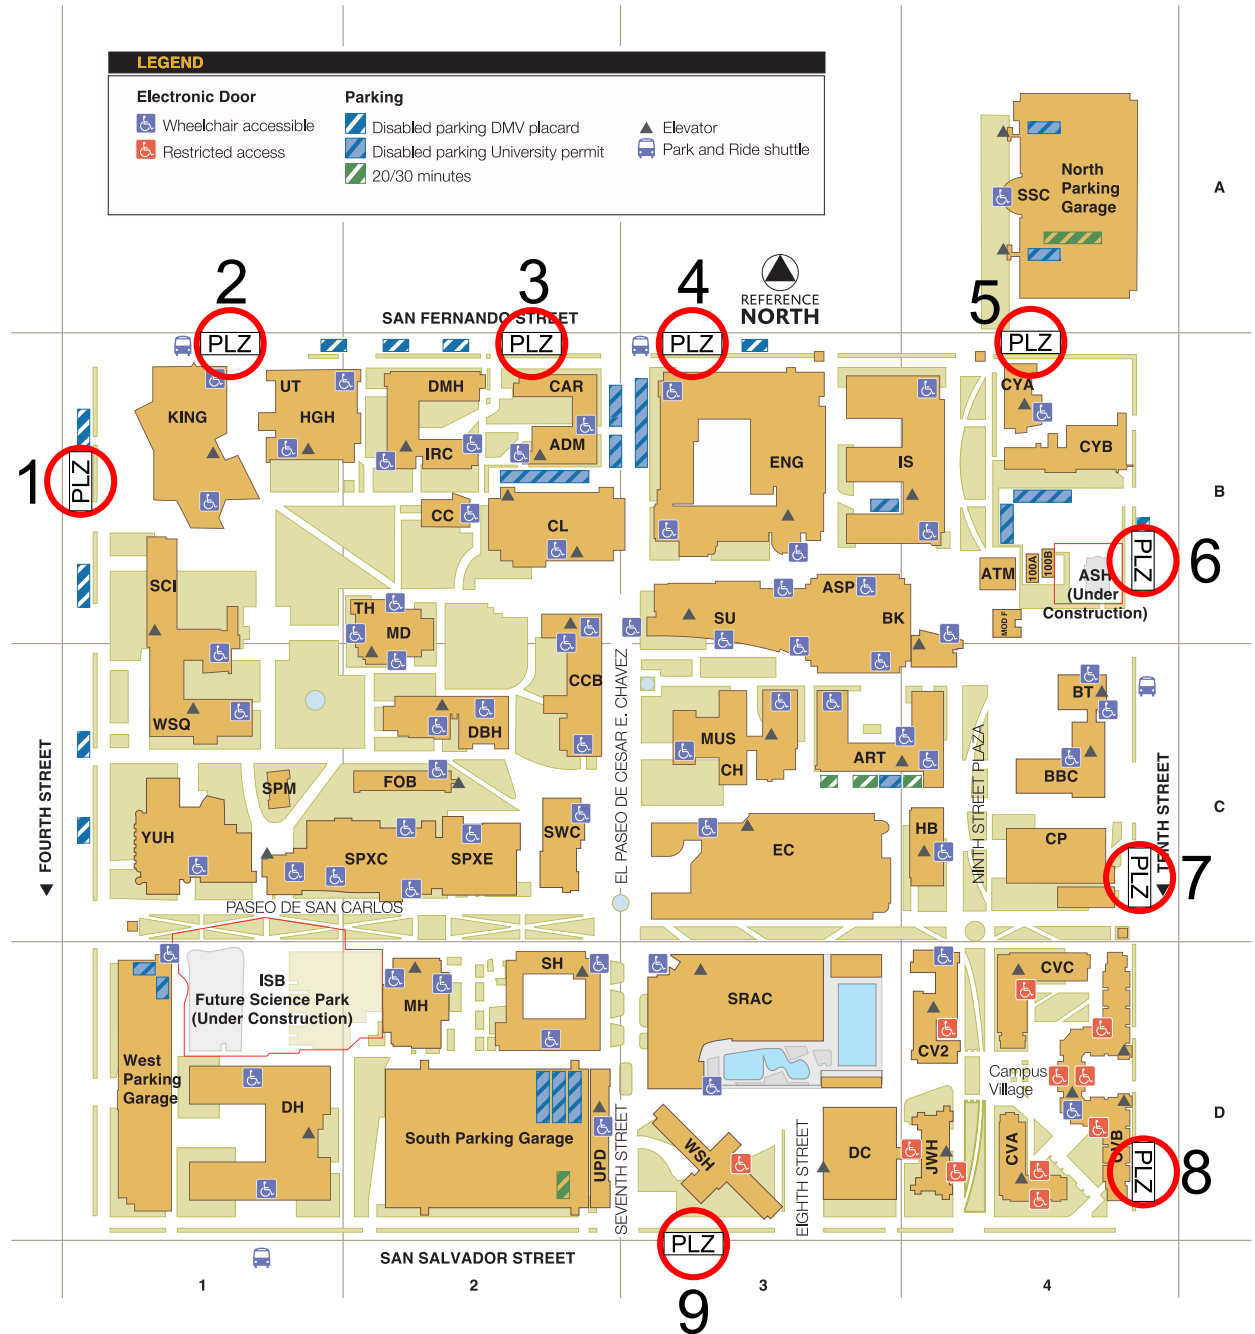 LEGEND
Electronic Door
Wheelchair accessible
Restricted access
Parking
Disabled parking DMV placard
Disabled parking University permit
20/30 minutes
Elevator
Park and Ride shuttle
SSC
North
Parking
Garage
A
2
3
4
5
REFERENCE
NORTH
SAN FERNANDO STREET
PLZ
PLZ
PLZ
PLZ
KING
UT
HGH
DMH
IRC
CAR
ADM
ENG
IS
CYA
CYB
1
PLZ
B
CC
CL
SCI
ATM
100A
100B
ASH
(Under
Construction)
PLZ
6
MOD F
TH
MD
SU
ASP
BK
CCB
EL PASEO DE CESAR E. CHAVEZ
WSQ
DBH
MUS
CH
ART
BT
BBC
NINTH STREET PLAZA
TENTH STREET
FOURTH STREET
SPM
FOB
YUH
SPXC
SPXE
SWC
EC
HB
CP
C
PLZ
7
PASEO DE SAN CARLOS
ISB
Future Science Park
(Under Construction)
MH
SH
SRAC
CV2
CVC
Campus
Village
West
Parking
Garage
DH
South Parking Garage
UPD
SEVENTH STREET
WSH
EIGHTH STREET
DC
JWH
CVA
CVB
D
PLZ
8
SAN SALVADOR STREET
PLZ
1
2
3
4
9